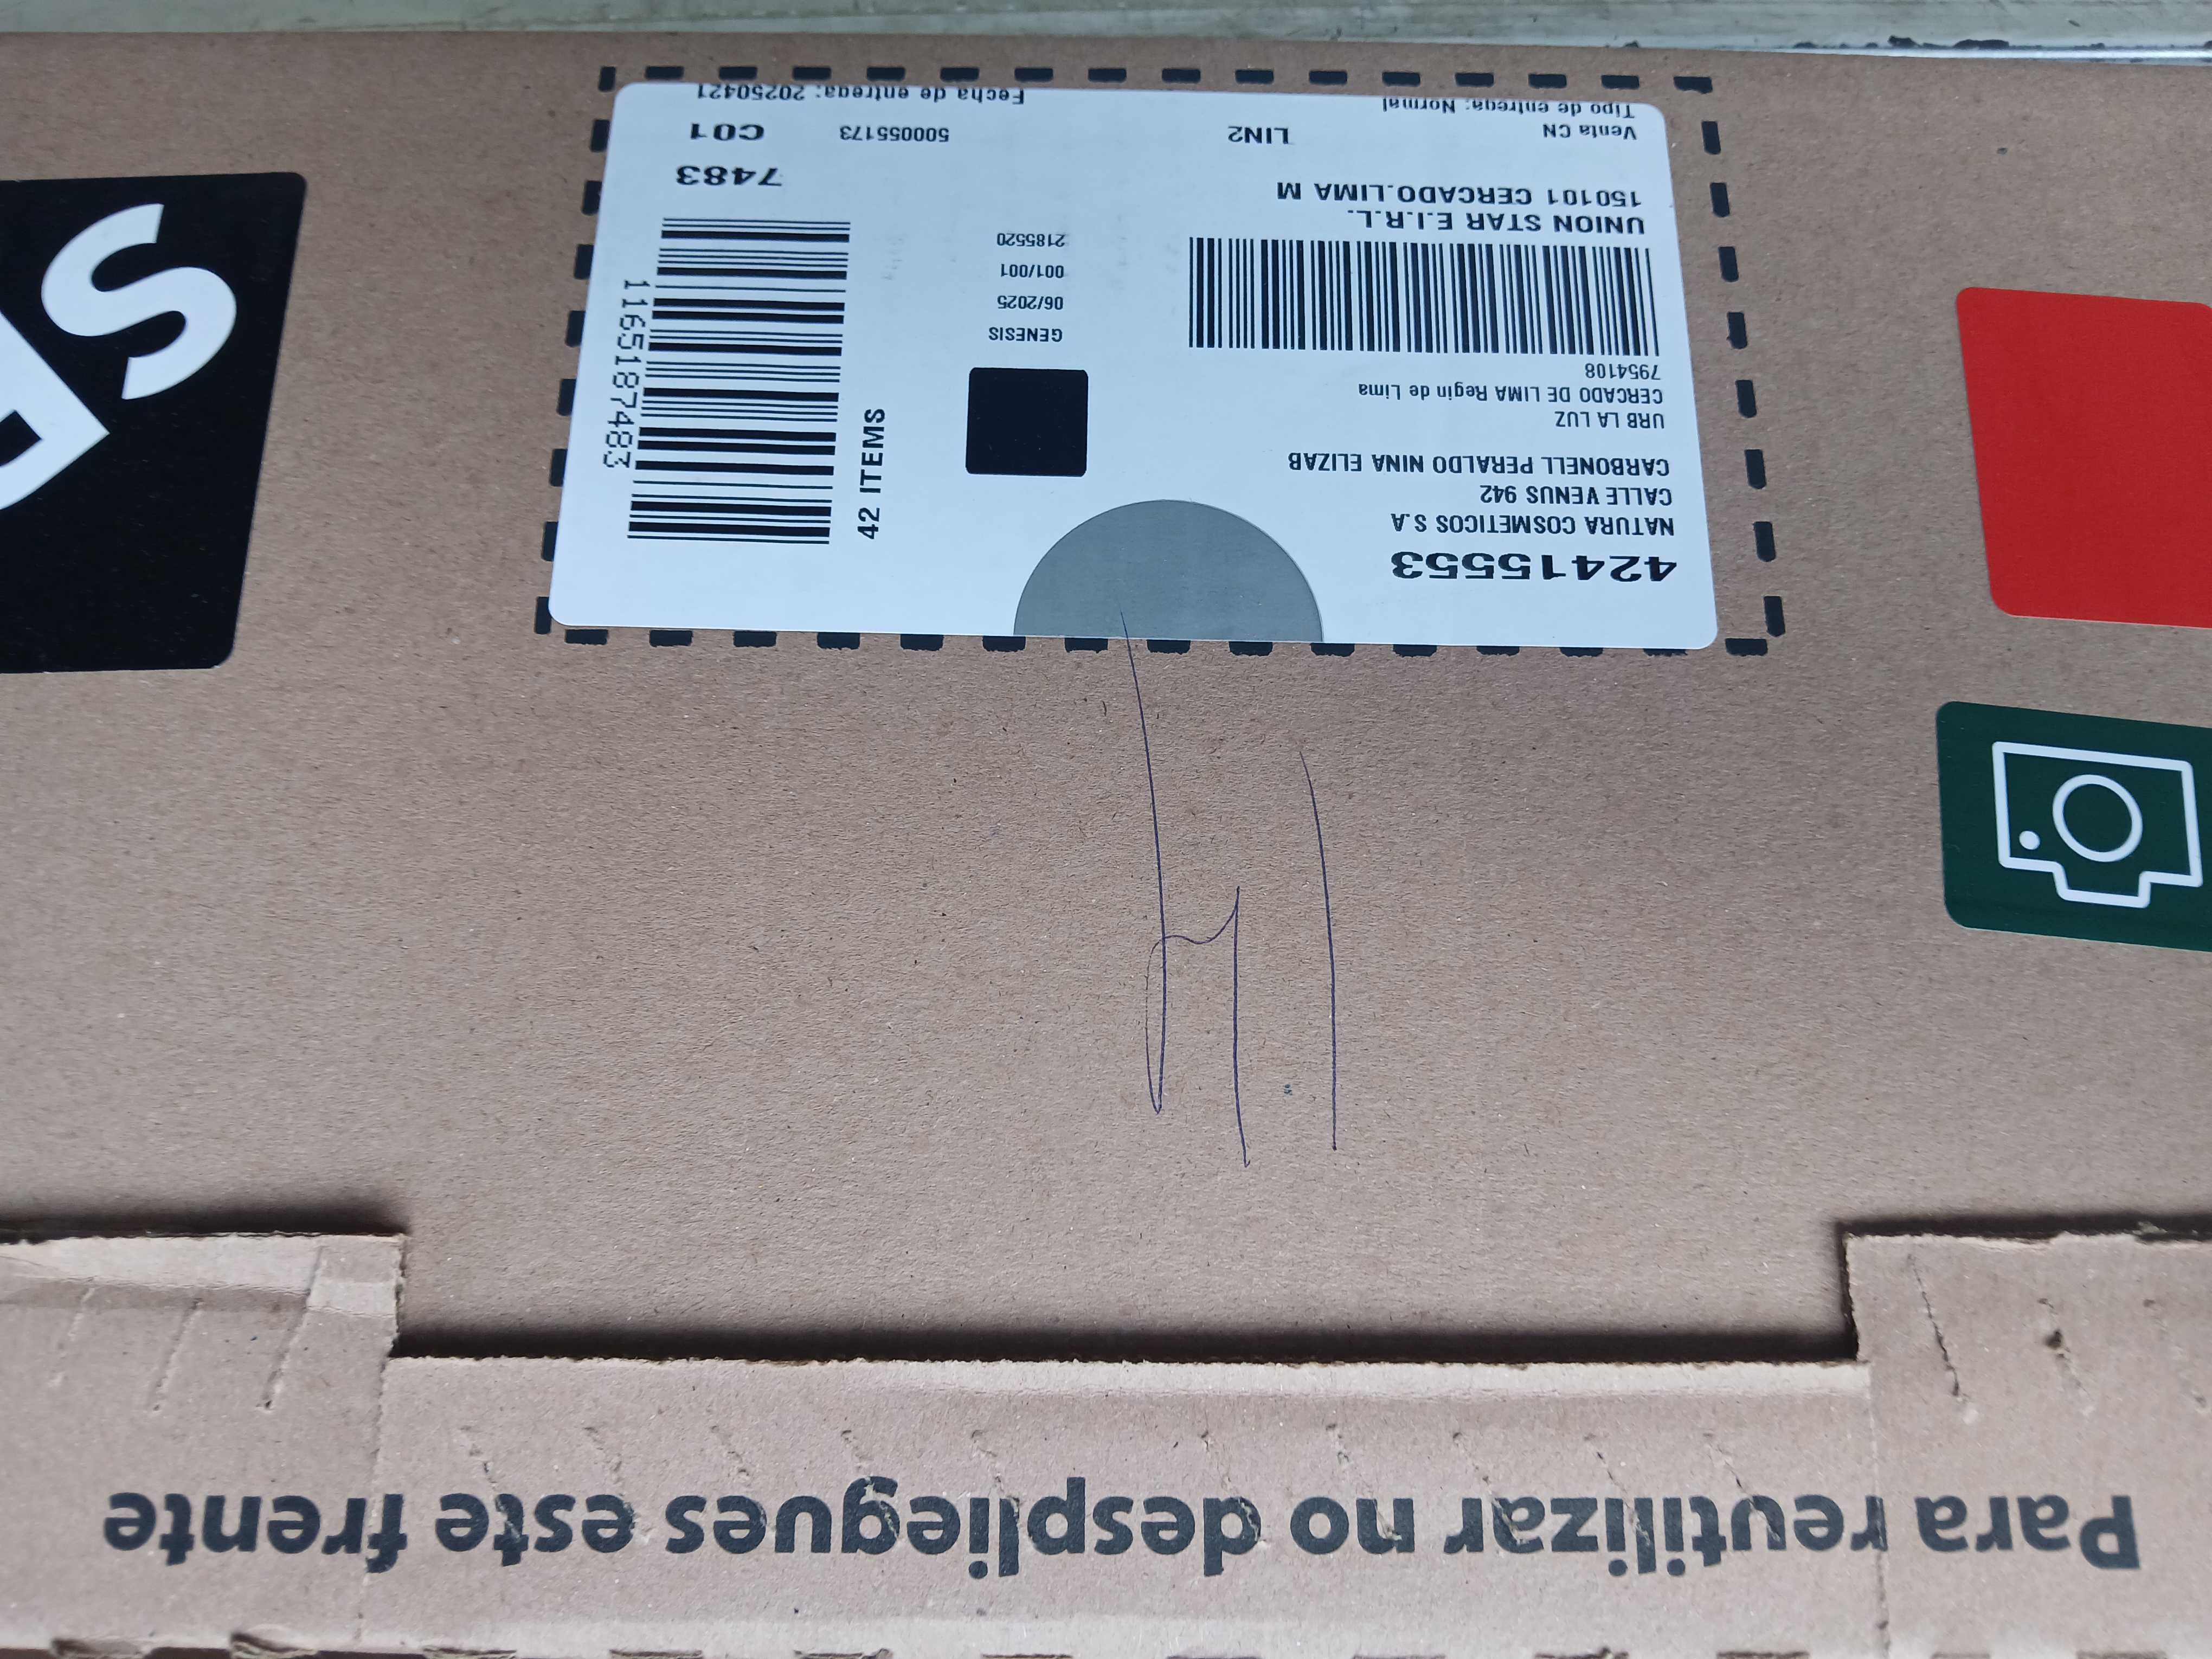 42415553
NATURA COSMETICOS S.A
CALLE VENUS 942
CARBONELL PERALDO NINA ELIZAB
URB LA LUZ
CERCADO DE LIMA Regin de Lima
7954108
UNION STAR E.I.R.L.
150101 CERCADO.LIMA M
Venta CN
LIN2
Tipo de entrega: Normal
GENESIS
06/2025
001/001
2185520
42 ITEMS
1165187483
7483
500055173
C01
Fecha de entrega: 20250421
Para reutilizar no despliegues este frente